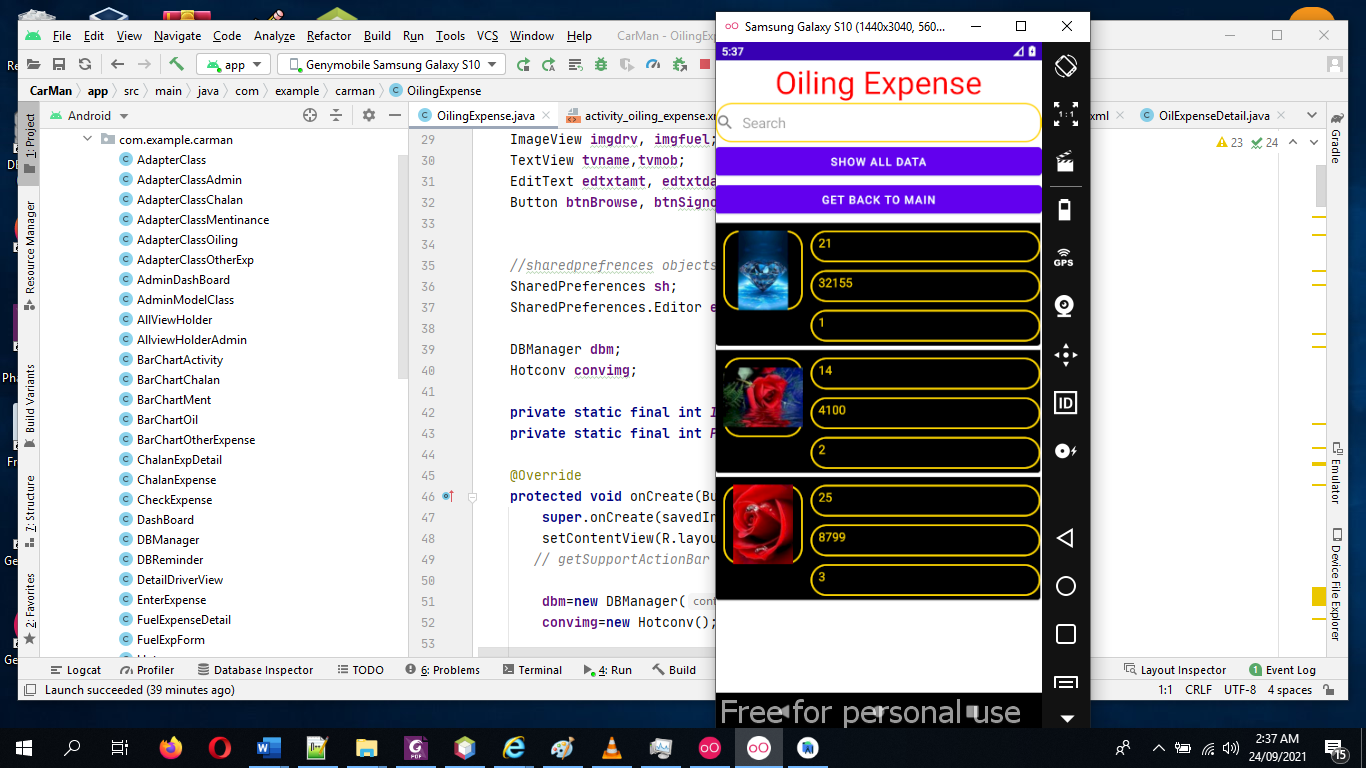 File Edit View Navigate Code Analyze Refactor Build Run Tools VCS Window Help CarMan - OilingExp
app Genymobile Samsung Galaxy S10
CarMan app src main java com example carman OilingExpense
Android
OilingExpense.java
activity_oiling_expense.xm
xml
OilExpenseDetail.java
1: Project
Resource Manager
Build Variants
7: Structure
2: Favorites
com.example.carman
AdapterClass
AdapterClassAdmin
AdapterClassChalan
AdapterClassMentinance
AdapterClassOiling
AdapterClassOtherExp
AdminDashBoard
AdminModelClass
AllViewHolder
AllviewHolderAdmin
BarChartActivity
BarChartChalan
BarChartMent
BarChartOil
BarChartOtherExpense
ChalanExpDetail
ChalanExpense
CheckExpense
DashBoard
DBManager
DBReminder
DetailDriverView
EnterExpense
FuelExpenseDetail
FuelExpForm
29 ImageView imgdrv, imgfuel;
30 TextView tvname,tvmob;
31 EditText edtxtamt, edtxtda
32 Button btnBrowse, btnSigno
33
34
35 //sharedprefrences objects
36 SharedPreferences sh;
37 SharedPreferences.Editor e
38
39 DBManager dbm;
40 Hotconv convimg;
41
42 private static final int I
43 private static final int P
44
45 @Override
46 protected void onCreate(Bu
47 super.onCreate(savedIn
48 setContentView(R.layou
49 // getSupportActionBar
50
51 dbm=new DBManager( cont
52 convimg=new Hotconv();
53
23 24
Gradle
Emulator
Device File Explorer
Samsung Galaxy S10 (1440x3040, 560...
5:37
Oiling Expense
Search
SHOW ALL DATA
GET BACK TO MAIN
21
32155
1
14
4100
2
25
8799
3
Free for personal use
1:1
GPS
ID
Logcat Profiler Database Inspector TODO 6: Problems Terminal 4: Run Build Layout Inspector 1 Event Log
Launch succeeded (39 minutes ago) 1:1 CRLF UTF-8 4 spaces
2:37 AM
24/09/2021
15